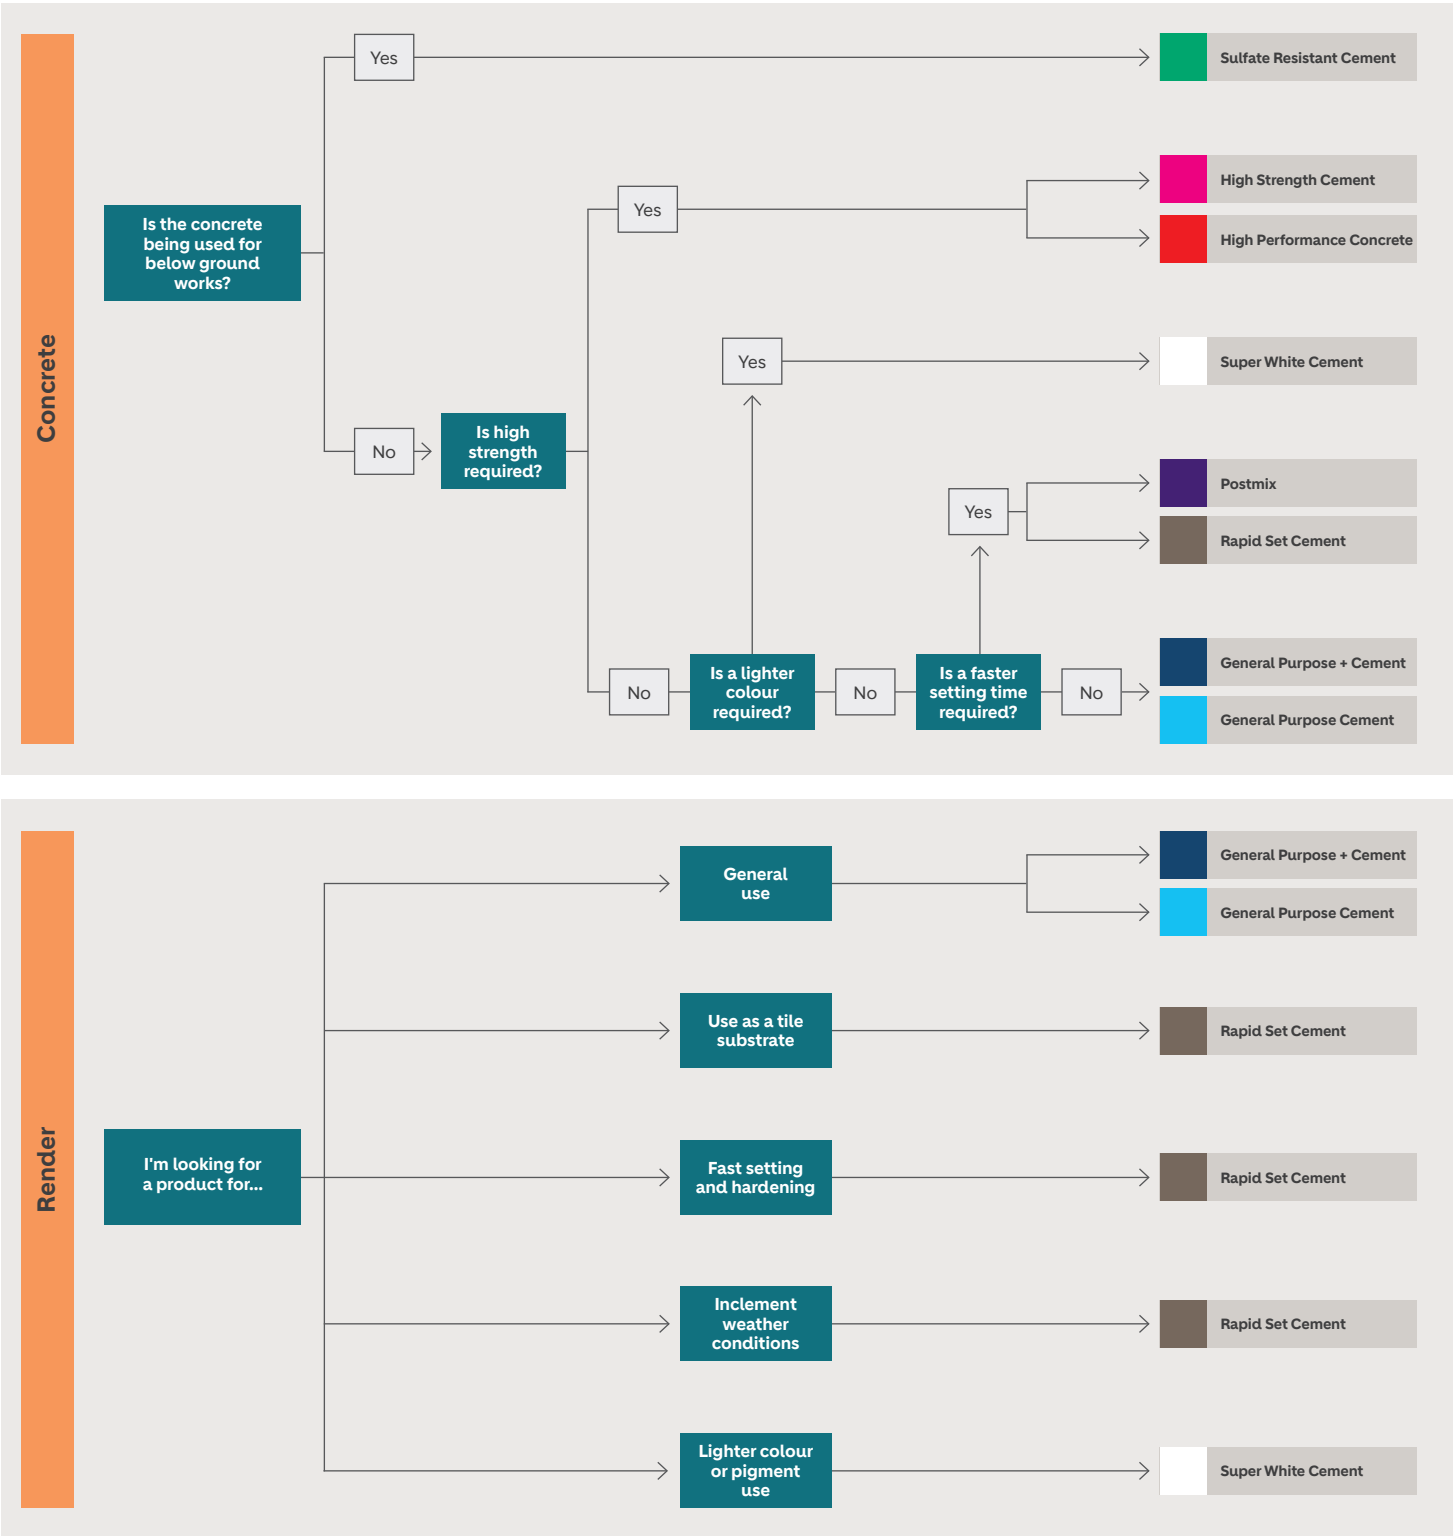 Concrete
Yes
Sulfate Resistant Cement
Is the concrete
being used for
below ground
works?
Yes
High Strength Cement
High Performance Concrete
Yes
Super White Cement
No
Is high
strength
required?
Yes
Postmix
Rapid Set Cement
No
Is a lighter
colour
required?
No
Is a faster
setting time
required?
No
General Purpose + Cement
General Purpose Cement
Render
I'm looking for
a product for...
General
use
General Purpose + Cement
General Purpose Cement
Use as a tile
substrate
Rapid Set Cement
Fast setting
and hardening
Rapid Set Cement
Inclement
weather
conditions
Rapid Set Cement
Lighter colour
or pigment
use
Super White Cement